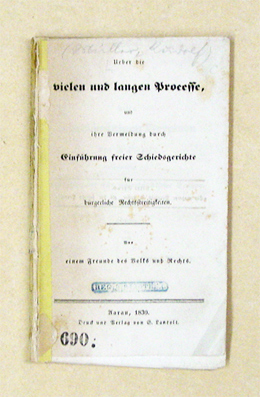 Ueber die
vielen und langen Processe,
und
ihre Vermeidung durch
Einführung freier Schiedsgerichte
für
bürgerliche Rechtsstreitigkeiten.
Von
einem Freunde des Volks und Rechts.
Aarau, 1830.
Druck und Verlag von
690.